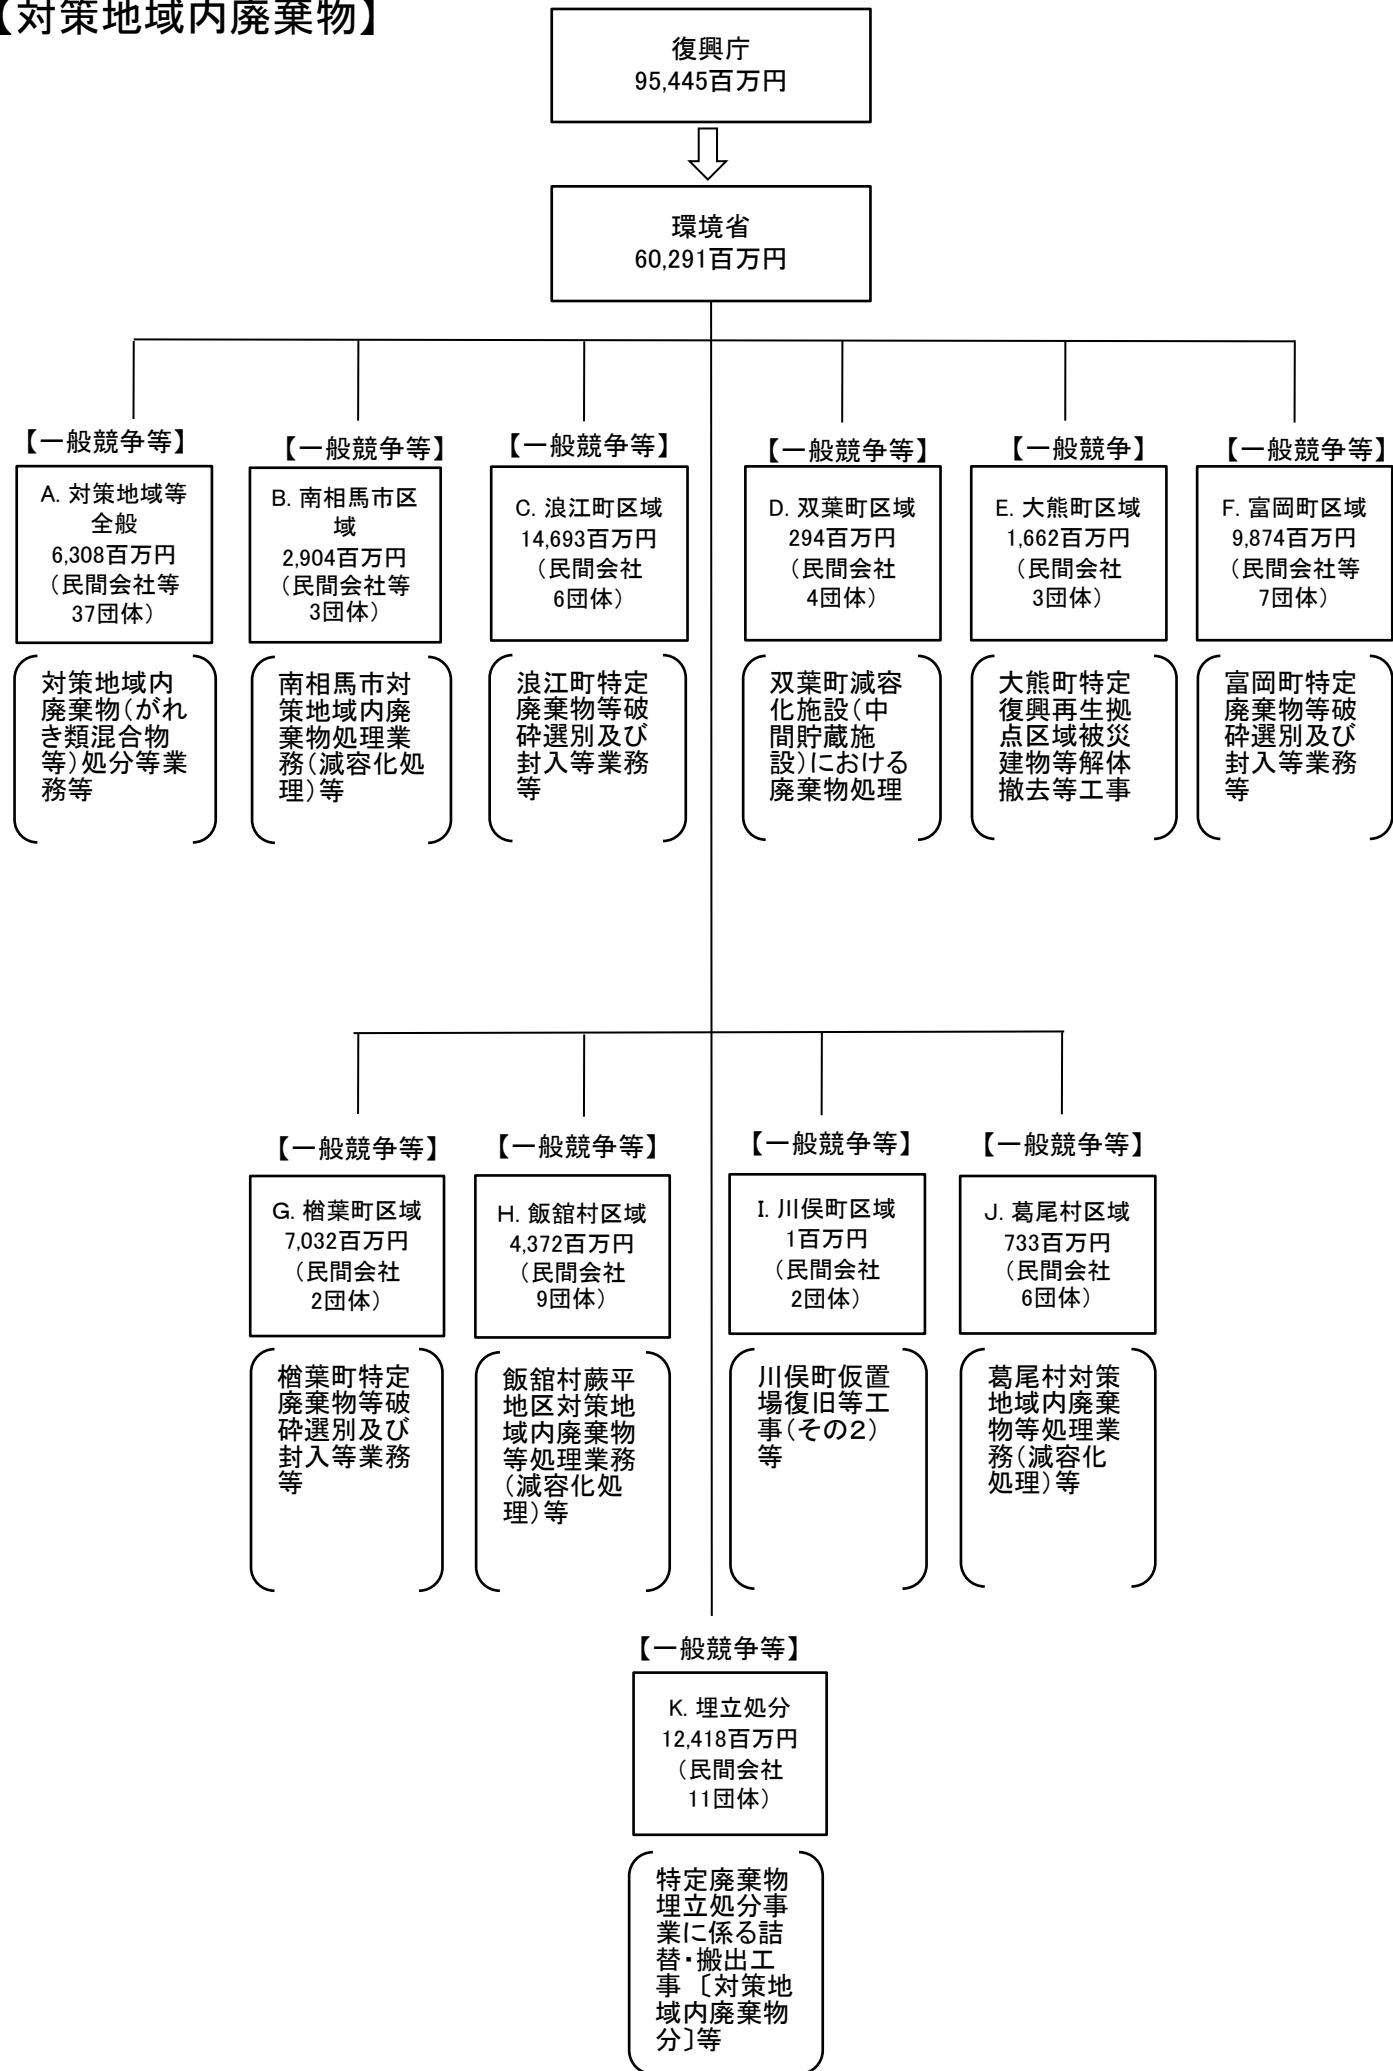 【対策地域内廃棄物】
復興庁
95,445百万円
環境省
60,291百万円
【一般競争等】
A. 対策地域等
全般
6,308百万円
（民間会社等
37団体）
対策地域内
廃棄物（がれ
き類混合物
等）処分等業
務等
【一般競争等】
B. 南相馬市区
域
2,904百万円
（民間会社等
3団体）
南相馬市対
策地域内廃
棄物処理業
務（減容化処
理）等
【一般競争等】
C. 浪江町区域
14,693百万円
（民間会社
6団体）
浪江町特定
廃棄物等破
砕選別及び
封入等業務
等
【一般競争等】
D. 双葉町区域
294百万円
（民間会社
4団体）
双葉町減容
化施設（中
間貯蔵施
設）における
廃棄物処理
【一般競争】
E. 大熊町区域
1,662百万円
（民間会社
3団体）
大熊町特定
復興再生拠
点区域被災
建物等解体
撤去等工事
【一般競争等】
F. 富岡町区域
9,874百万円
（民間会社等
7団体）
富岡町特定
廃棄物等破
砕選別及び
封入等業務
等
【一般競争等】
G. 楢葉町区域
7,032百万円
（民間会社
2団体）
楢葉町特定
廃棄物等破
砕選別及び
封入等業務
等
【一般競争等】
H. 飯舘村区域
4,372百万円
（民間会社
9団体）
飯舘村蕨平
地区対策地
域内廃棄物
等処理業務
（減容化処
理）等
【一般競争等】
I. 川俣町区域
1百万円
（民間会社
2団体）
川俣町仮置
場復旧等工
事（その２）
等
【一般競争等】
J. 葛尾村区域
733百万円
（民間会社
6団体）
葛尾村対策
地域内廃棄
物等処理業
務（減容化
処理）等
【一般競争等】
K. 埋立処分
12,418百万円
（民間会社
11団体）
特定廃棄物
埋立処分事
業に係る詰
替・搬出工
事〔対策地
域内廃棄物
分〕等